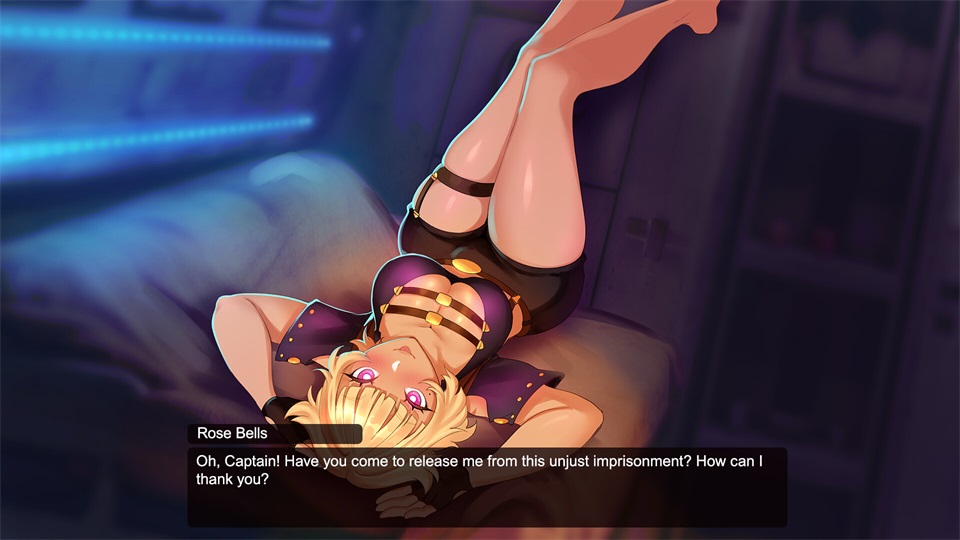 Rose Bells
Oh, Captain! Have you come to release me from this unjust imprisonment? How can I
thank you?